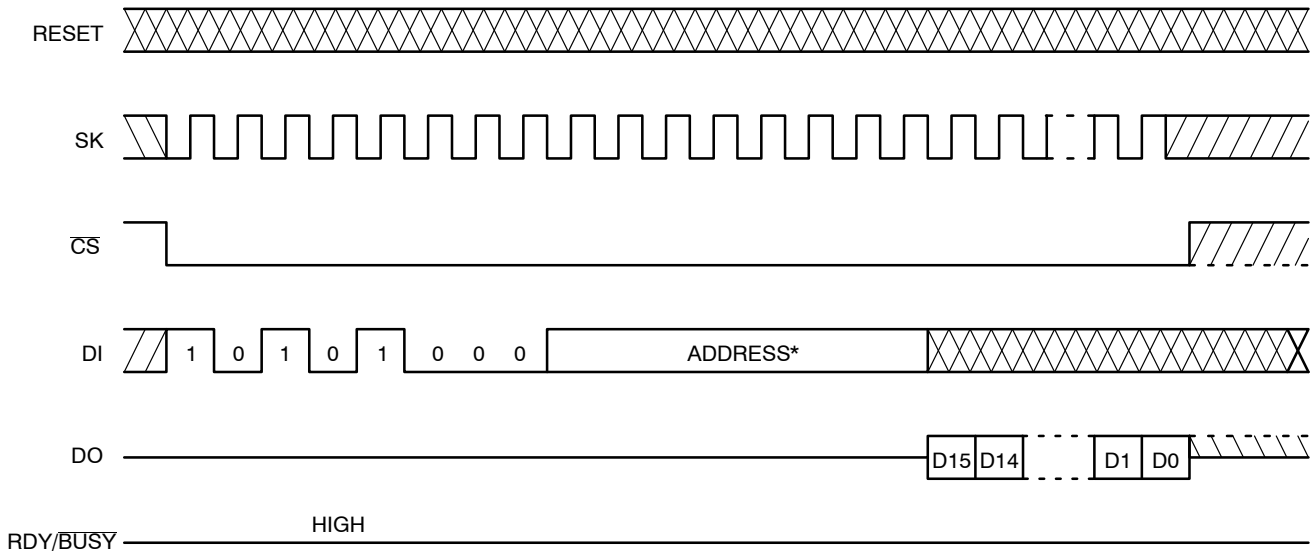 RESET
SK
CS
DI 1 0 1 0 1 0 0 0 ADDRESS*
DO D15 D14 D1 D0
HIGH
RDY/BUSY